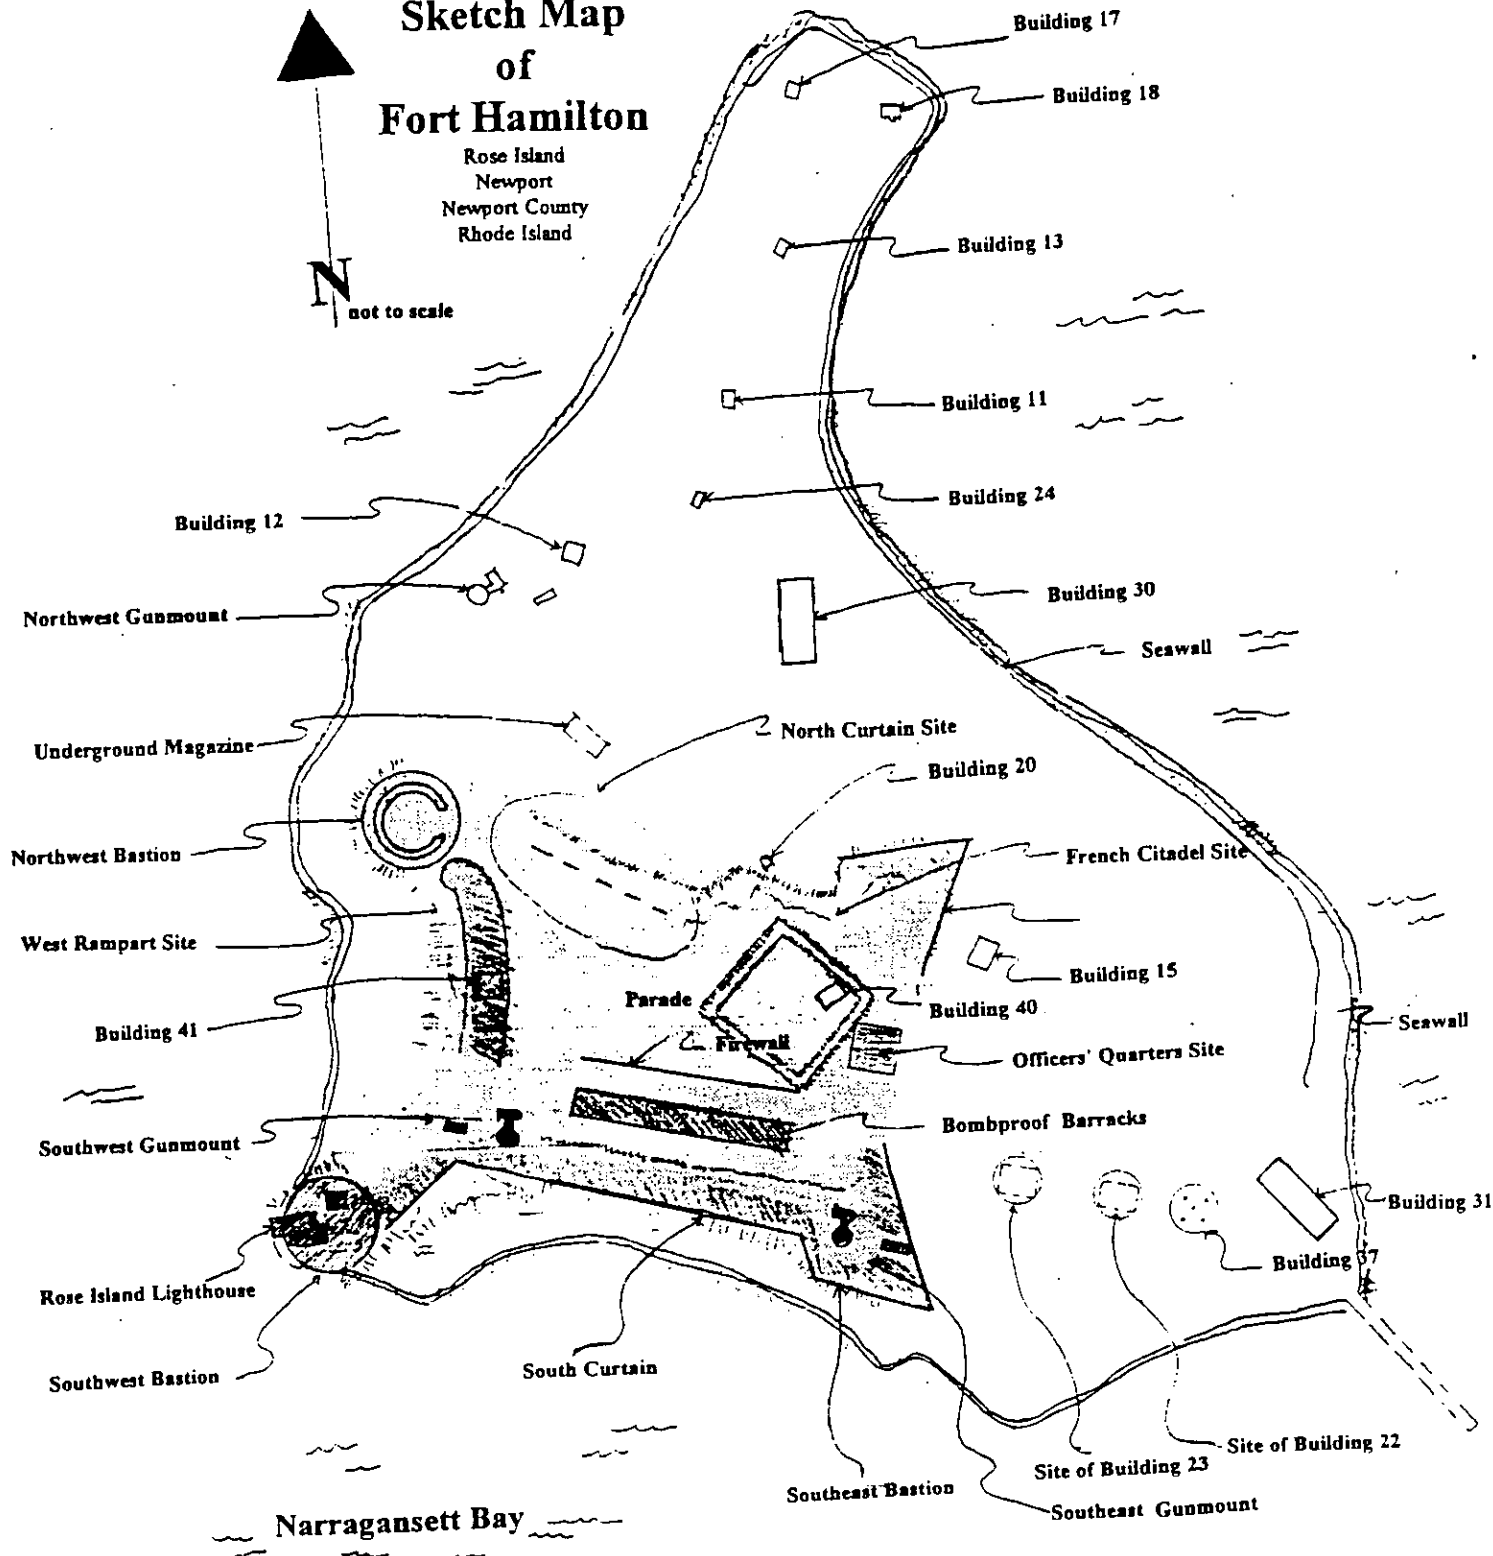 Sketch Map
of
Fort Hamilton
Rose Island
Newport
Newport County
Rhode Island
N
not to scale
Building 17
Building 18
Building 13
Building 11
Building 24
Building 12
Northwest Gunmount
Building 30
Seawall
Underground Magazine
North Curtain Site
Building 20
Northwest Bastion
French Citadel Site
West Rampart Site
Building 15
Parade
Building 40
Building 41
Firewall
Seawall
Officers' Quarters Site
Southwest Gunmount
Bombproof Barracks
Building 31
Building 37
Rose Island Lighthouse
Southwest Bastion
South Curtain
Site of Building 22
Site of Building 23
Southeast Bastion
Southeast Gunmount
Narragansett Bay